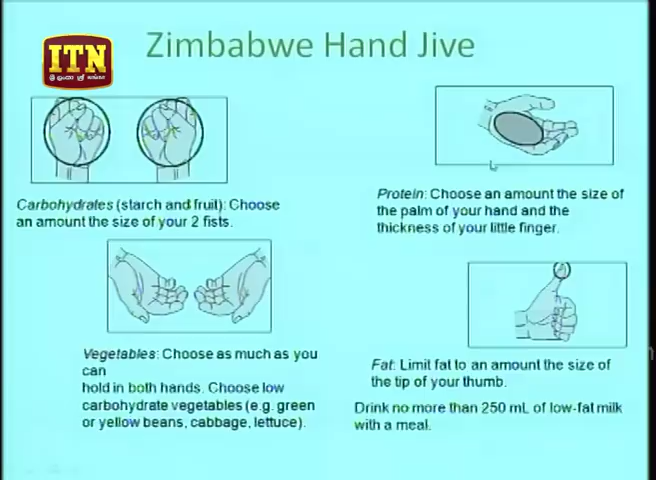 Zimbabwe Hand Jive
ITN
Carbohydrates (starch and fruit): Choose
an amount the size of your 2 fists.
Protein: Choose an amount the size of
the palm of your hand and the
thickness of your little finger.
Vegetables: Choose as much as you
can
hold in both hands. Choose low
carbohydrate vegetables (e.g. green
or yellow beans, cabbage, lettuce).
Fat: Limit fat to an amount the size of
the tip of your thumb.
Drink no more than 250 mL of low-fat milk
with a meal.